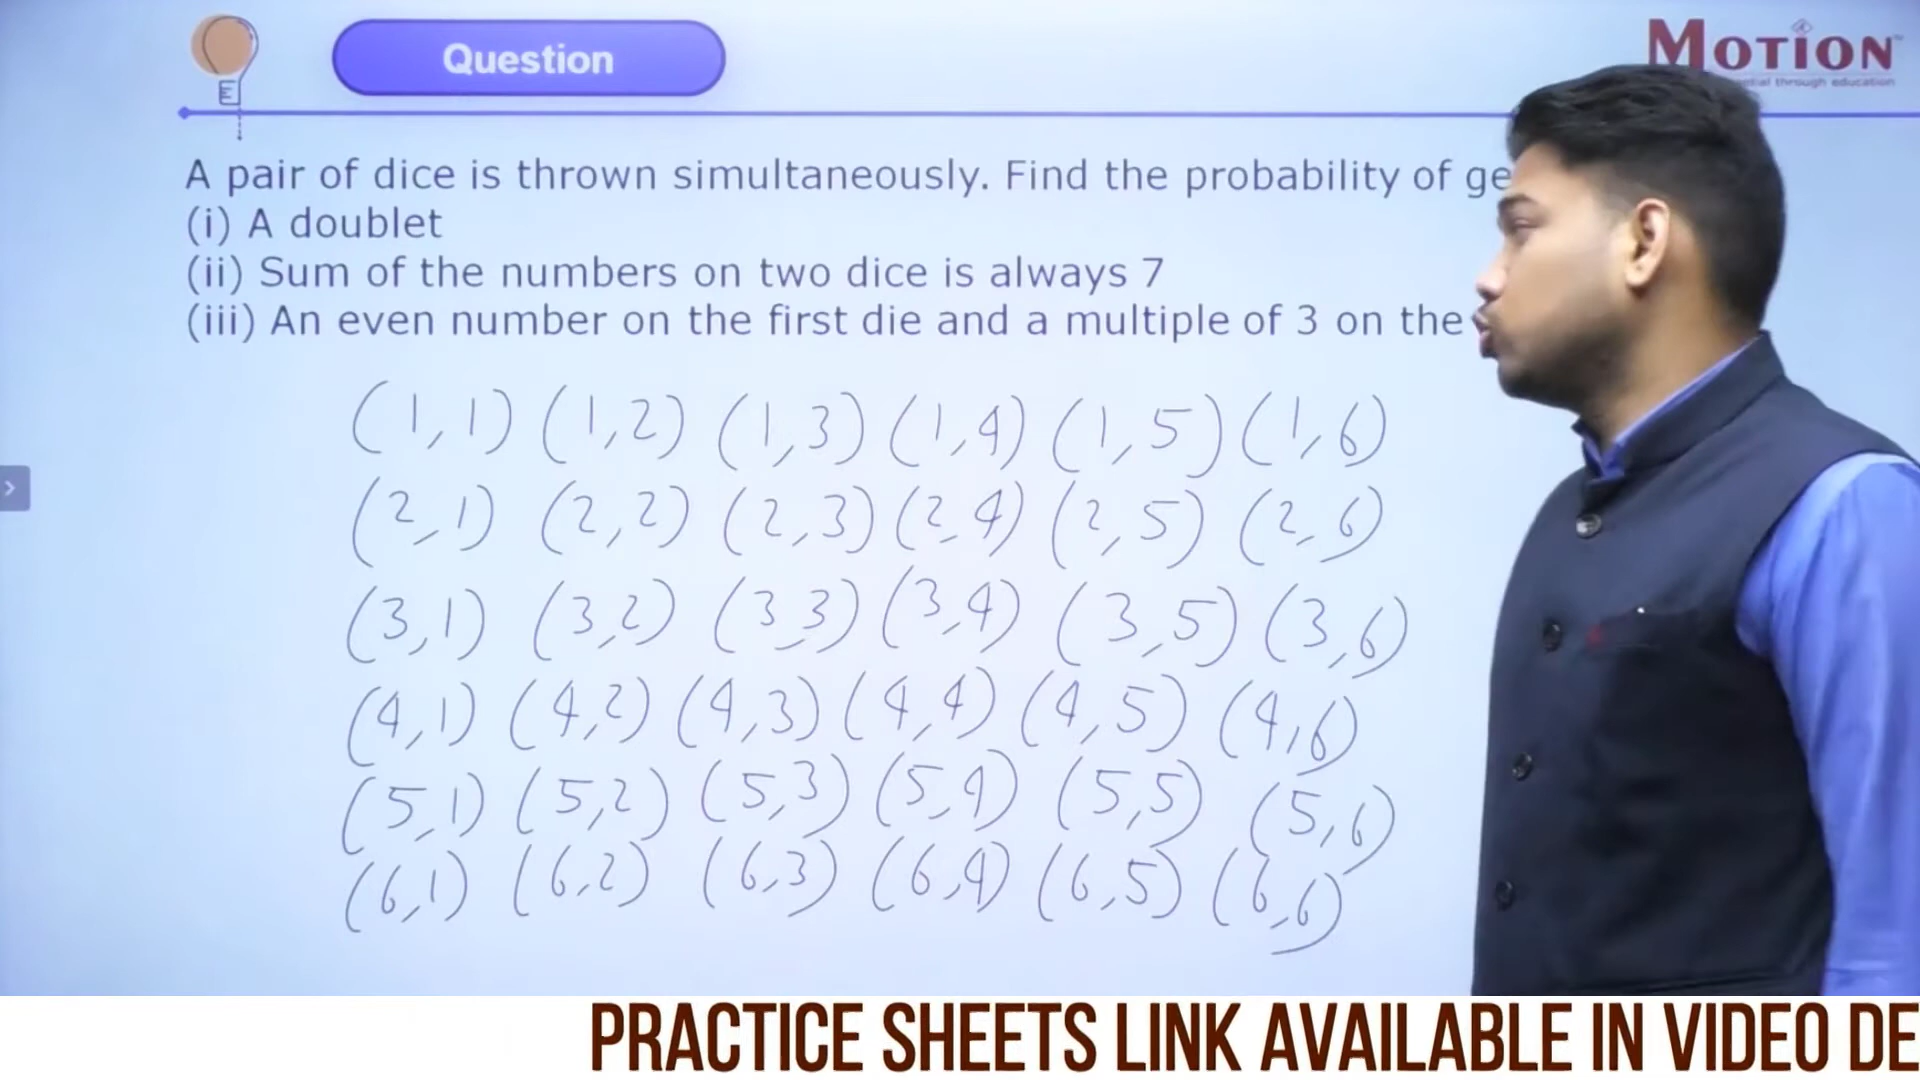 Question
MOTION
ential through education
A pair of dice is thrown simultaneously. Find the probability of ge
(i) A doublet
(ii) Sum of the numbers on two dice is always 7
(iii) An even number on the first die and a multiple of 3 on the
(1,1) (1,2) (1,3) (1,4) (1,5) (1,6)
(2,1) (2,2) (2,3) (2,4) (2,5) (2,6)
(3,1) (3,2) (3,3) (3,4) (3,5) (3,6)
(4,1) (4,2) (4,3) (4,4) (4,5) (4,6)
(5,1) (5,2) (5,3) (5,4) (5,5) (5,6)
(6,1) (6,2) (6,3) (6,4) (6,5) (6,6)
PRACTICE SHEETS LINK AVAILABLE IN VIDEO DE